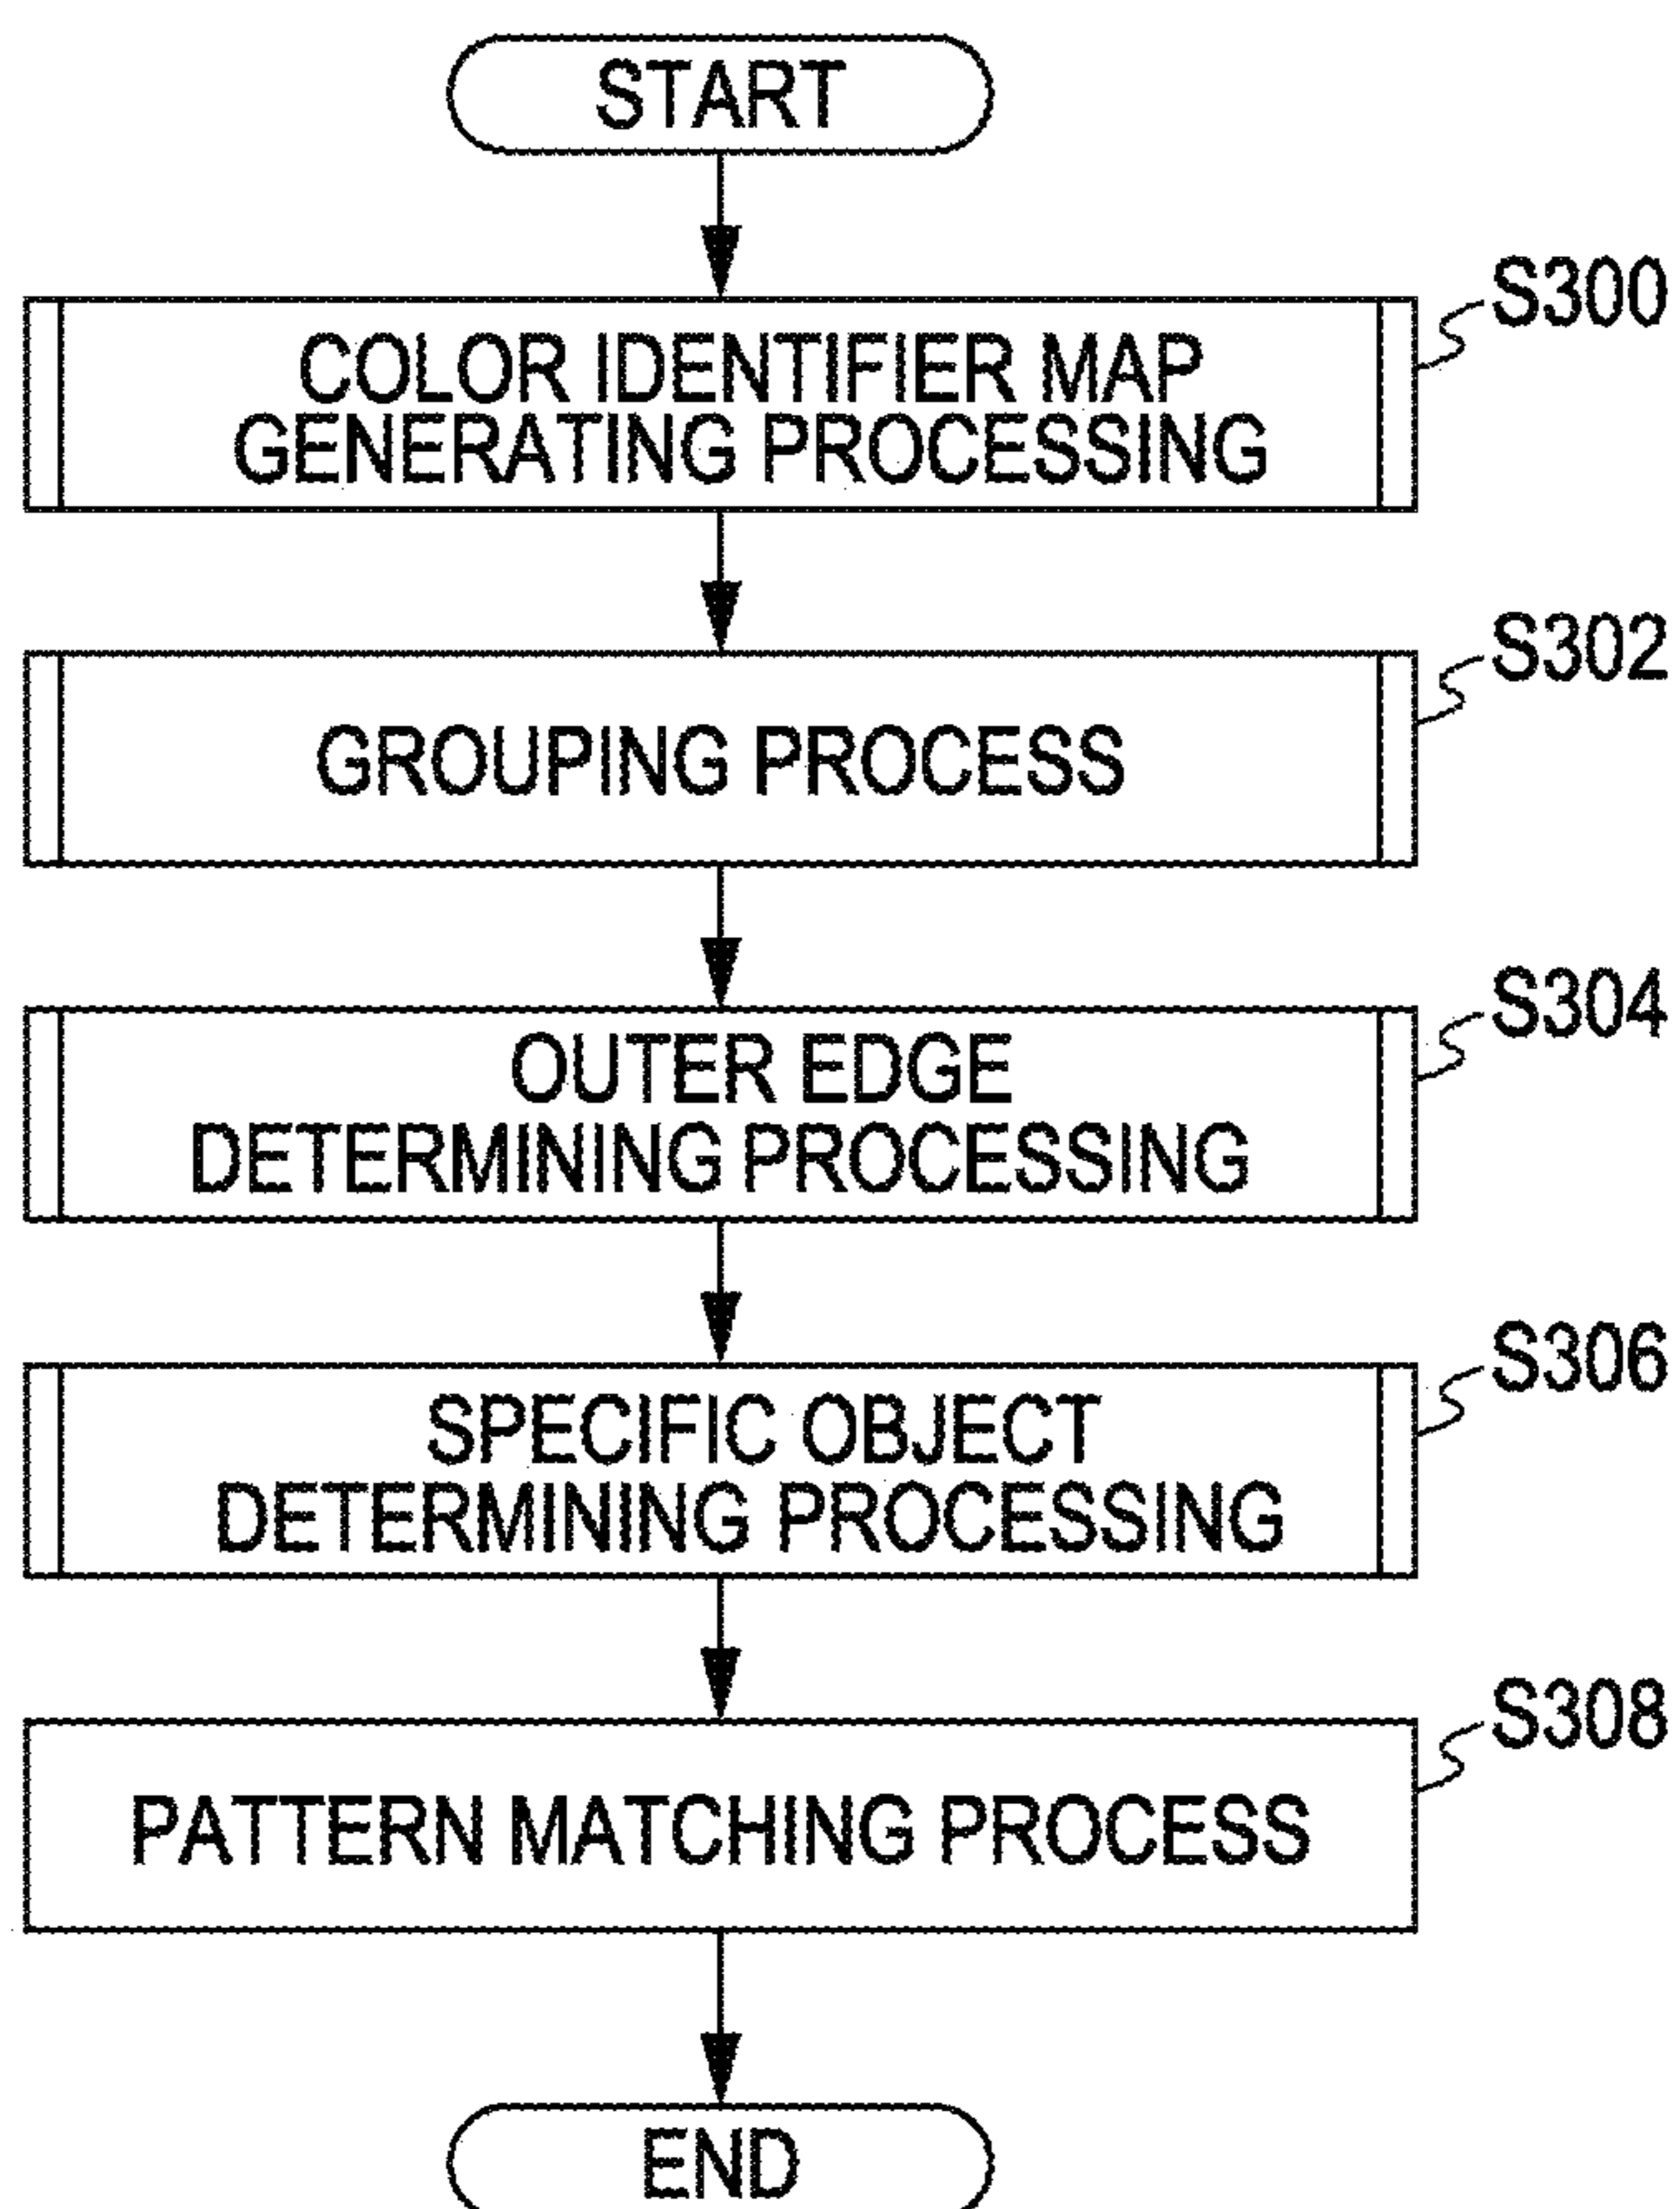 START
S300
COLOR IDENTIFIER MAP
GENERATING PROCESSING
S302
GROUPING PROCESS
S304
OUTER EDGE
DETERMINING PROCESSING
S306
SPECIFIC OBJECT
DETERMINING PROCESSING
S308
PATTERN MATCHING PROCESS
END